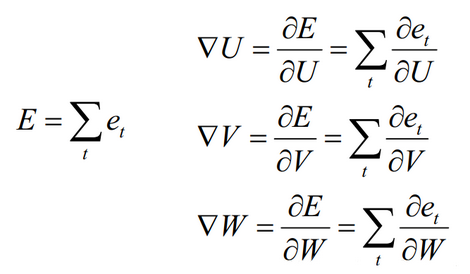 ∇U = ∂E/∂U = ∑_t ∂e_t/∂U
E = ∑_t e_t
∇V = ∂E/∂V = ∑_t ∂e_t/∂V
∇W = ∂E/∂W = ∑_t ∂e_t/∂W